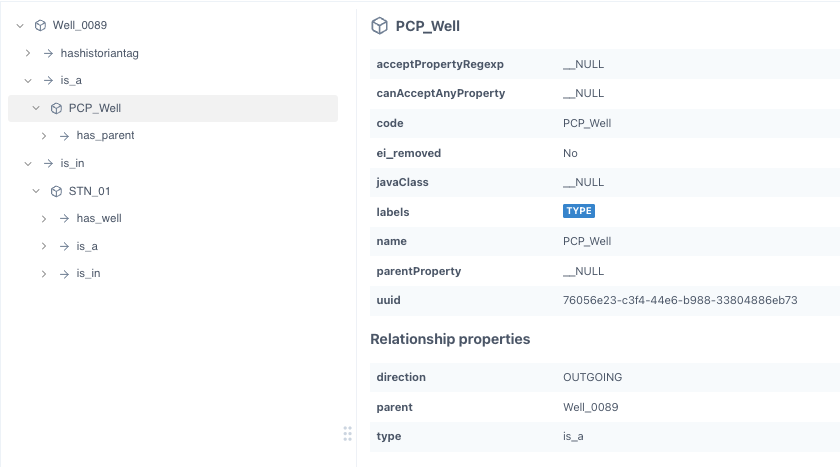 Well_0089
hashistoriantag
is_a
PCP_Well
has_parent
is_in
STN_01
has_well
is_a
is_in
PCP_Well
acceptPropertyRegexp __NULL
canAcceptAnyProperty __NULL
code PCP_Well
ei_removed No
javaClass __NULL
labels TYPE
name PCP_Well
parentProperty __NULL
uuid 76056e23-c3f4-44e6-b988-33804886eb73
Relationship properties
direction OUTGOING
parent Well_0089
type is_a